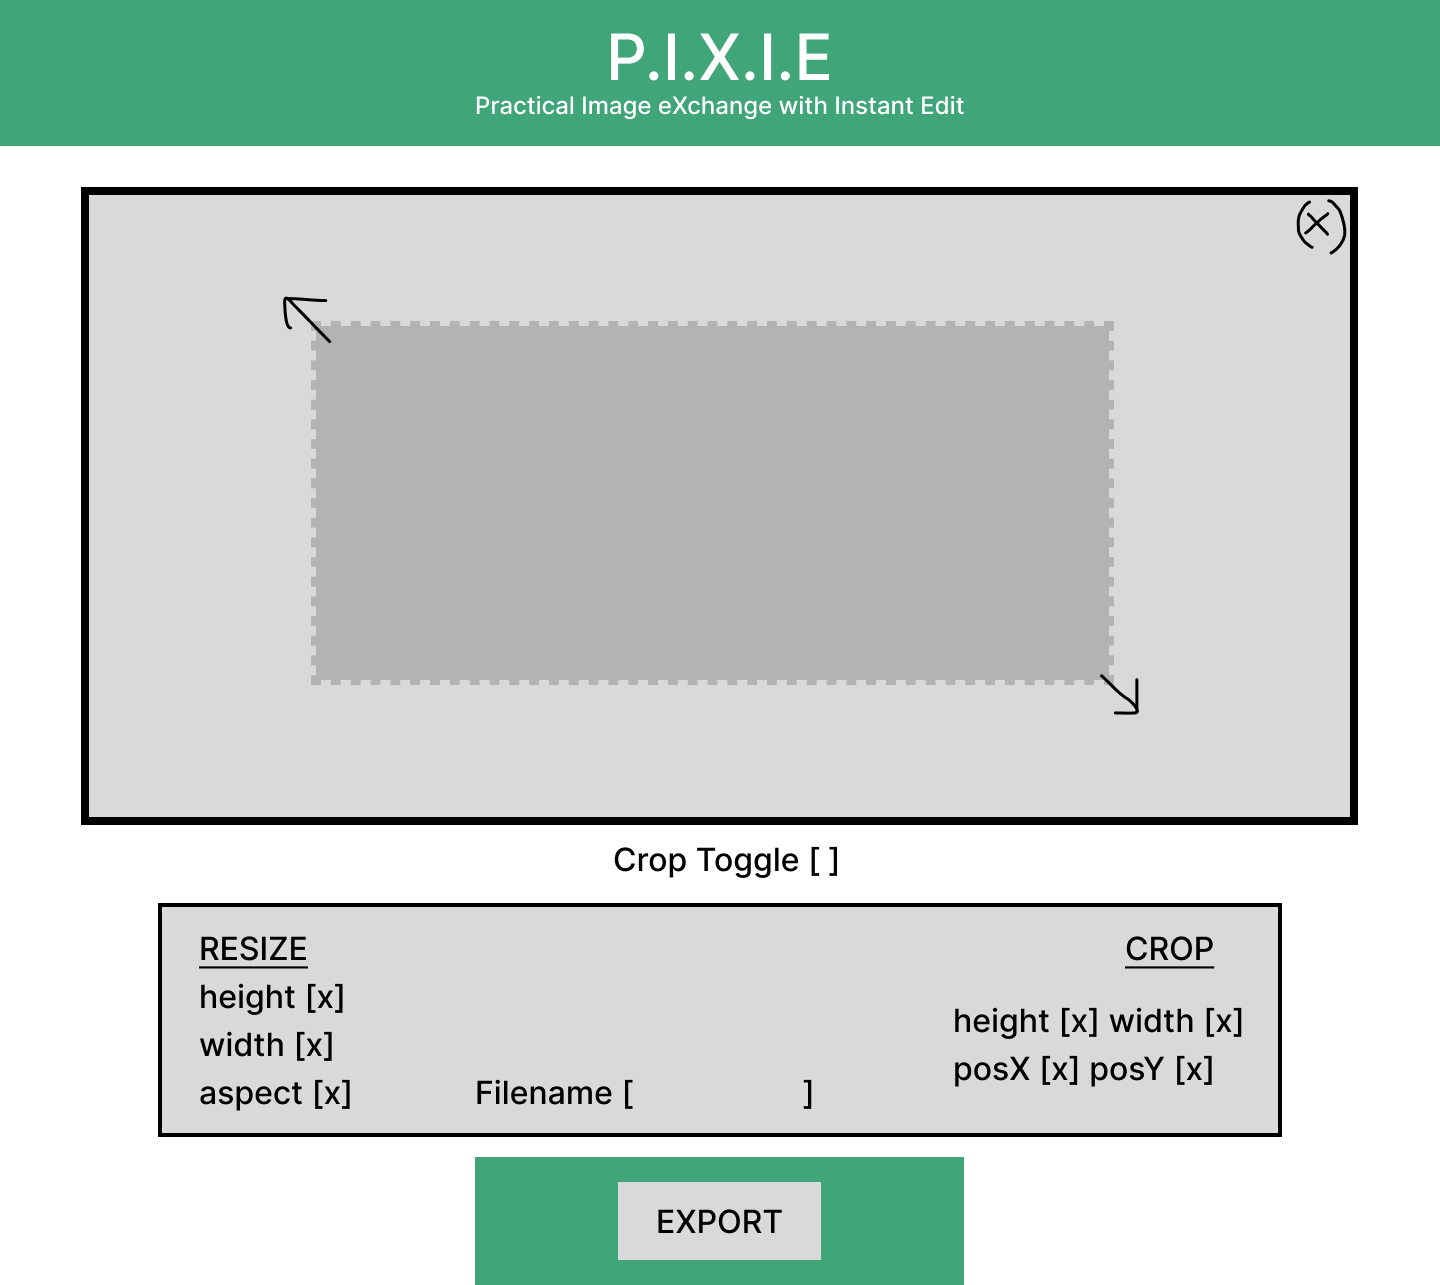 P.I.X.I.E
Practical Image eXchange with Instant Edit
(X)
Crop Toggle [ ]
RESIZE
height [x]
width [x]
aspect [x]
Filename [ ]
CROP
height [x] width [x]
posX [x] posY [x]
EXPORT